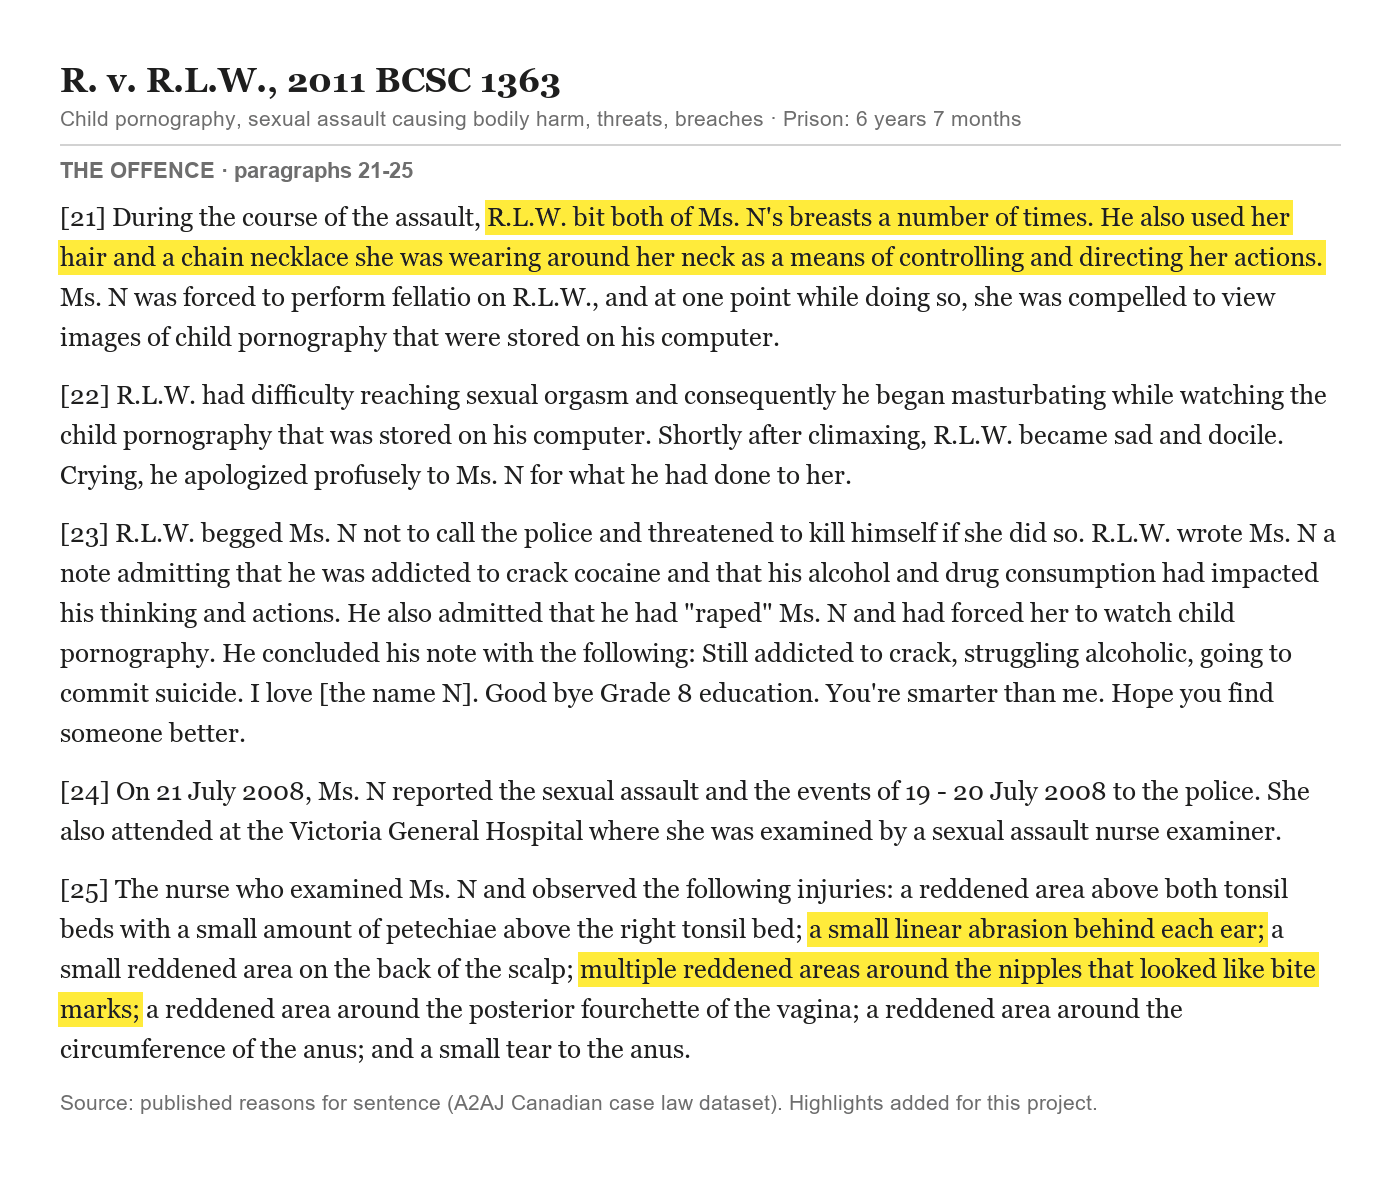 R. v. R.L.W., 2011 BCSC 1363
Child pornography, sexual assault causing bodily harm, threats, breaches · Prison: 6 years 7 months
THE OFFENCE · paragraphs 21-25
[21] During the course of the assault, R.L.W. bit both of Ms. N's breasts a number of times. He also used her
hair and a chain necklace she was wearing around her neck as a means of controlling and directing her actions.
Ms. N was forced to perform fellatio on R.L.W., and at one point while doing so, she was compelled to view
images of child pornography that were stored on his computer.
[22] R.L.W. had difficulty reaching sexual orgasm and consequently he began masturbating while watching the
child pornography that was stored on his computer. Shortly after climaxing, R.L.W. became sad and docile.
Crying, he apologized profusely to Ms. N for what he had done to her.
[23] R.L.W. begged Ms. N not to call the police and threatened to kill himself if she did so. R.L.W. wrote Ms. N a
note admitting that he was addicted to crack cocaine and that his alcohol and drug consumption had impacted
his thinking and actions. He also admitted that he had "raped" Ms. N and had forced her to watch child
pornography. He concluded his note with the following: Still addicted to crack, struggling alcoholic, going to
commit suicide. I love [the name N]. Good bye Grade 8 education. You're smarter than me. Hope you find
someone better.
[24] On 21 July 2008, Ms. N reported the sexual assault and the events of 19 - 20 July 2008 to the police. She
also attended at the Victoria General Hospital where she was examined by a sexual assault nurse examiner.
[25] The nurse who examined Ms. N and observed the following injuries: a reddened area above both tonsil
beds with a small amount of petechiae above the right tonsil bed; a small linear abrasion behind each ear; a
small reddened area on the back of the scalp; multiple reddened areas around the nipples that looked like bite
marks; a reddened area around the posterior fourchette of the vagina; a reddened area around the
circumference of the anus; and a small tear to the anus.
Source: published reasons for sentence (A2AJ Canadian case law dataset). Highlights added for this project.